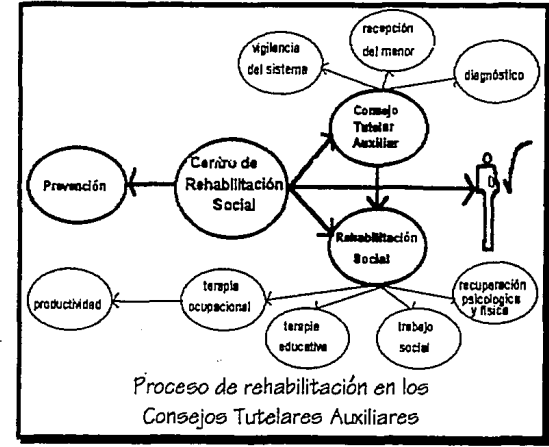 vigilancia
del sistema
recepción
del menor
diagnóstico
Consejo
Tutelar
Auxiliar
Prevención
Centro de
Rehabilitación
Social
Rehabilitación
Social
productividad
terapia
ocupacional
terapia
educativa
trabajo
social
recuperación
psicologica
y fisica
Proceso de rehabilitación en los
Consejos Tutelares Auxiliares